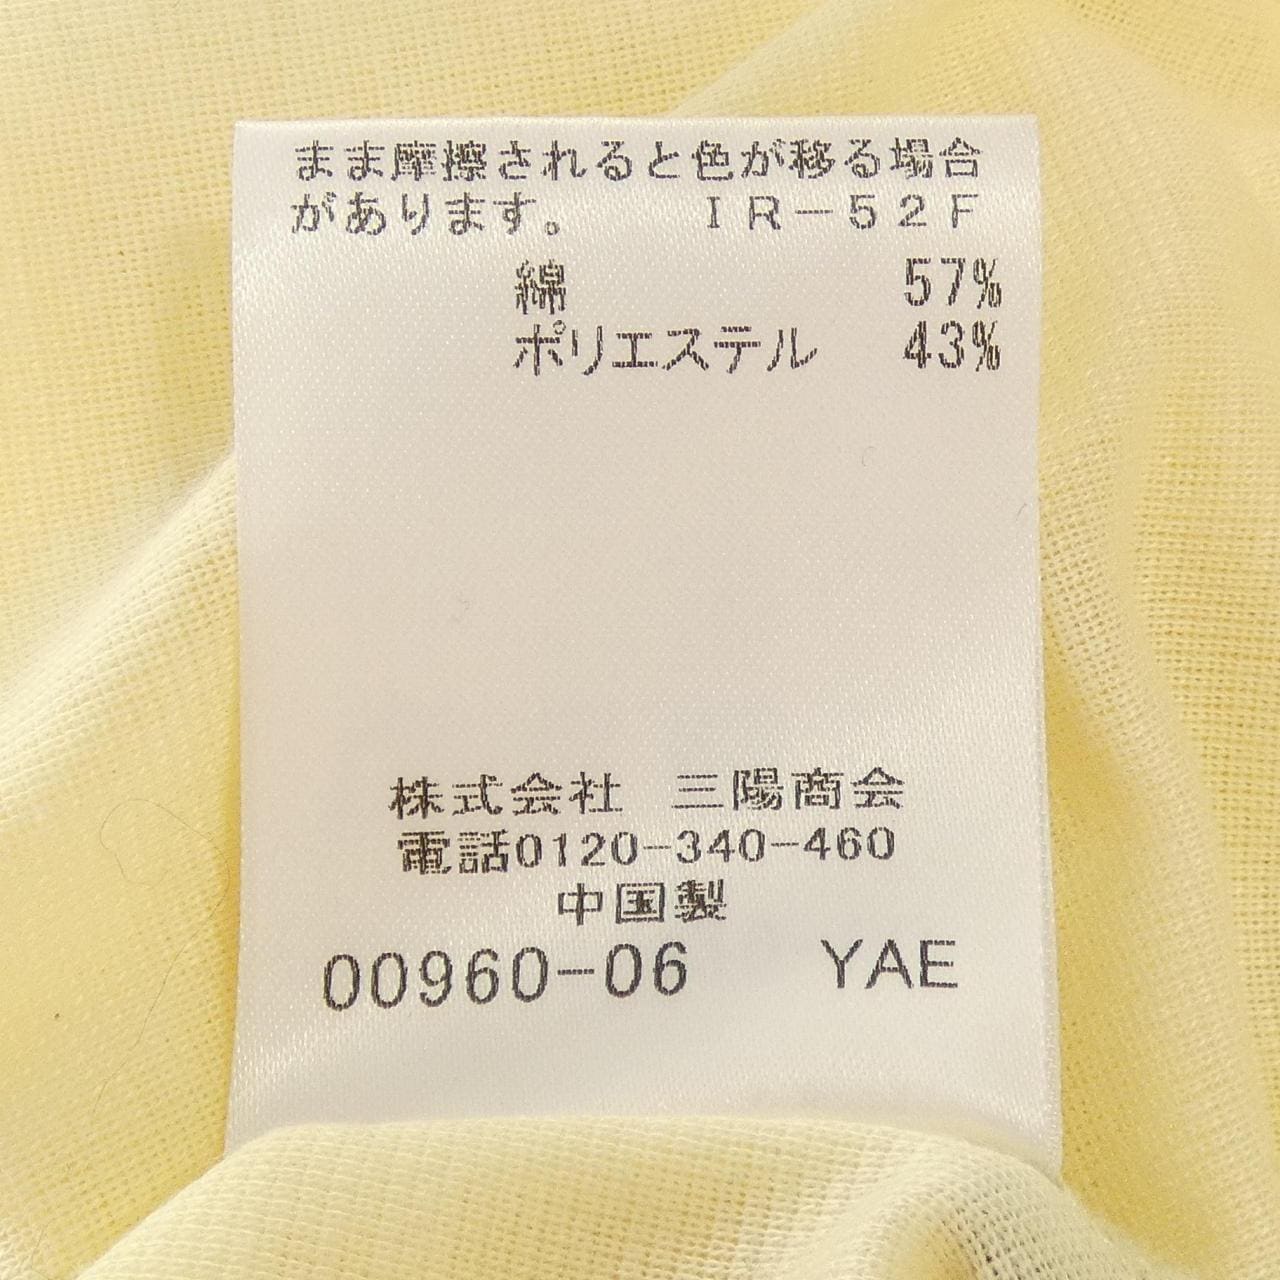 まま摩擦されると色が移る場合
があります。 IR-52F
綿 57%
ポリエステル 43%
株式会社 三陽商会
電話0120-340-460
中国製
00960-06 YAE